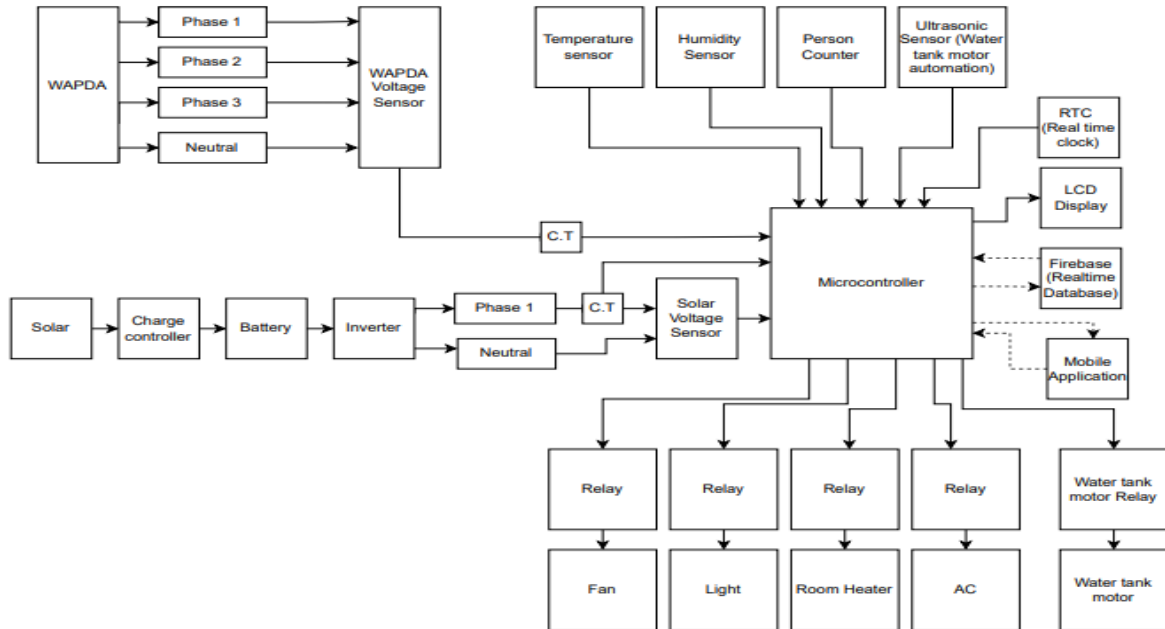 WAPDA
Phase 1
Phase 2
Phase 3
Neutral
WAPDA
Voltage
Sensor
Temperature
sensor
Humidity
Sensor
Person
Counter
Ultrasonic
Sensor (Water
tank motor
automation)
RTC
(Real time
clock)
LCD
Display
C.T
Microcontroller
Firebase
(Realtime
Database)
Solar
Charge
controller
Battery
Inverter
Phase 1
Neutral
C.T
Solar
Voltage
Sensor
Mobile
Application
Relay
Relay
Relay
Relay
Water tank
motor Relay
Fan
Light
Room Heater
AC
Water tank
motor